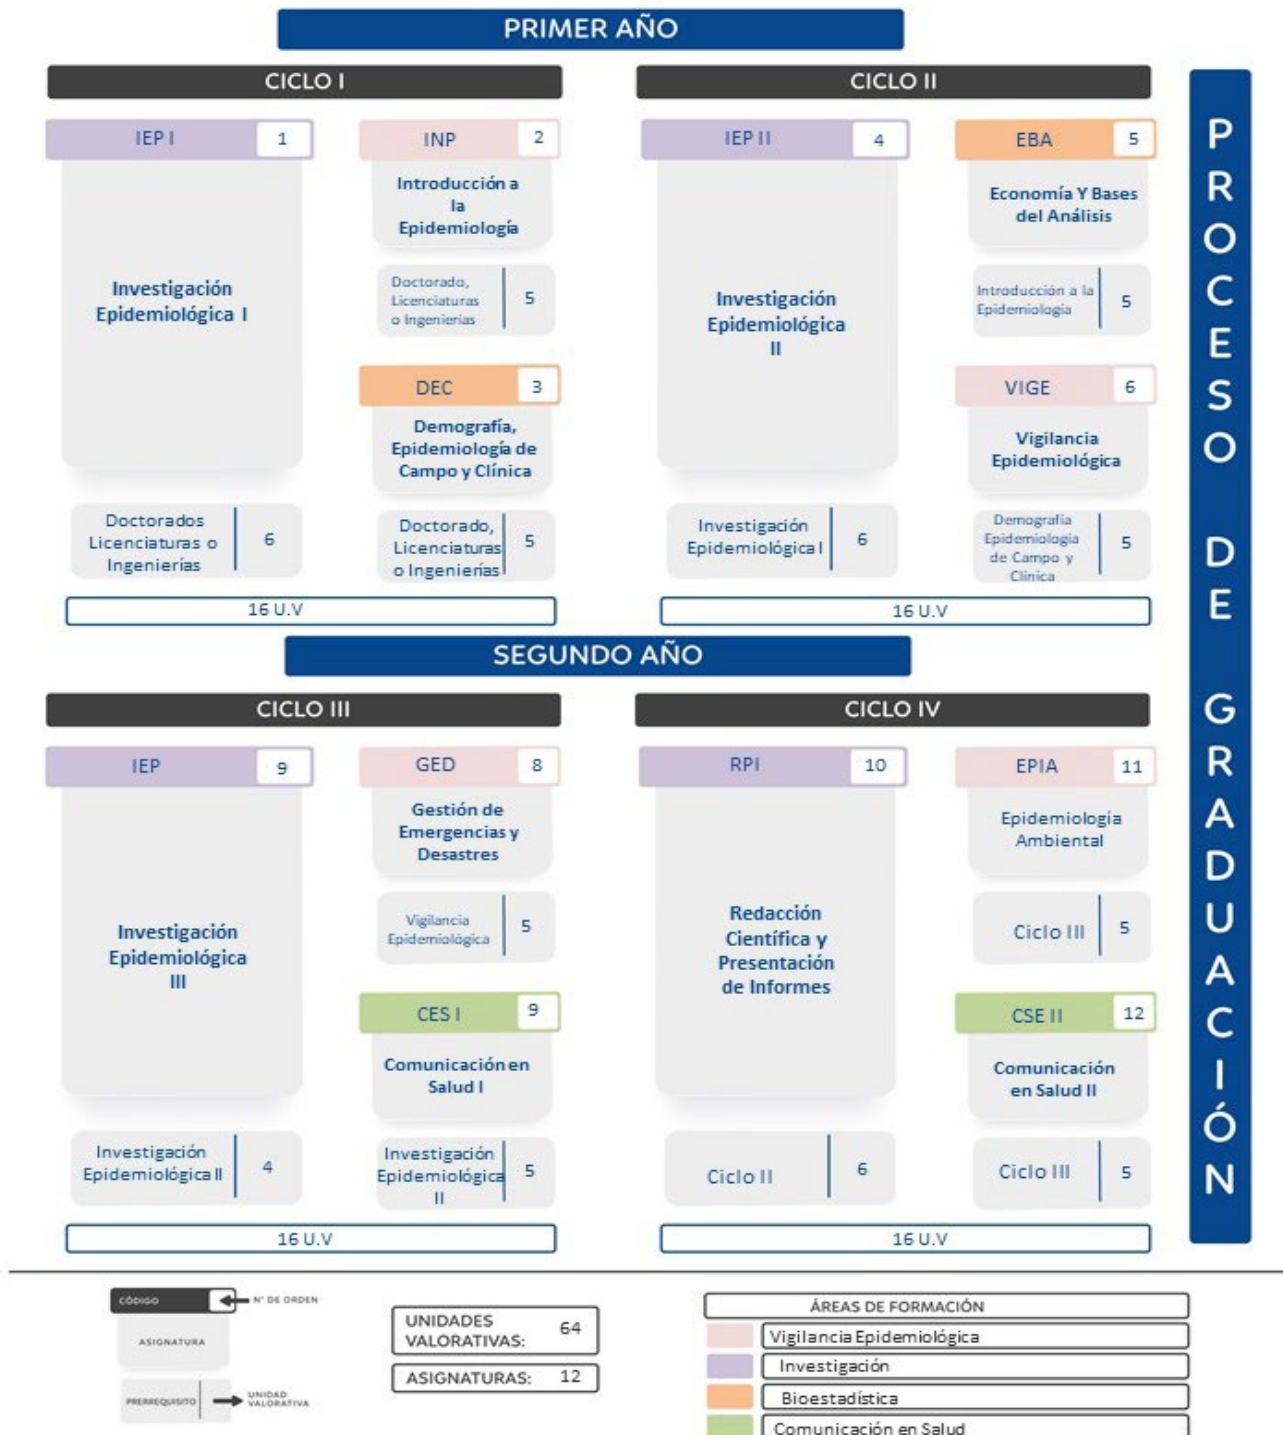 PRIMER AÑO
CICLO I
IEP I 1
Investigación
Epidemiológica I
Doctorados
Licenciaturas o
Ingenierías
6
INP 2
Introducción a
la
Epidemiología
Doctorado,
Licenciaturas
o Ingenierias
5
DEC 3
Demografía,
Epidemiología de
Campo y Clínica
Doctorado,
Licenciaturas
o Ingenierías
5
16 U.V
CICLO II
IEP II 4
Investigación
Epidemiológica
II
Investigación
Epidemiológica I
6
EBA 5
Economía Y Bases
del Análisis
Introducción a la
Epidemiologia
5
VIGE 6
Vigilancia
Epidemiológica
Demografia
Epidemiologia
de Campo y
Clinica
5
16 U.V
SEGUNDO AÑO
CICLO III
IEP 9
Investigación
Epidemiológica
III
Investigación
Epidemiológica II
4
GED 8
Gestión de
Emergencias y
Desastres
Vigilancia
Epidemiológica
5
CES I 9
Comunicación en
Salud I
Investigación
Epidemiológica
II
5
16 U.V
CICLO IV
RPI 10
Redacción
Científica y
Presentación
de Informes
Ciclo II
6
EPIA 11
Epidemiología
Ambiental
Ciclo III
5
CSE II 12
Comunicación
en Salud II
Ciclo III
5
16 U.V
PROCESO DE GRADUACIÓN
CÓDIGO
N° DE ORDEN
ASIGNATURA
PRERREQUISITO
UNIDAD
VALORATIVA
UNIDADES
VALORATIVAS:
64
ASIGNATURAS: 12
ÁREAS DE FORMACIÓN
Vigilancia Epidemiológica
Investigación
Bioestadística
Comunicación en Salud